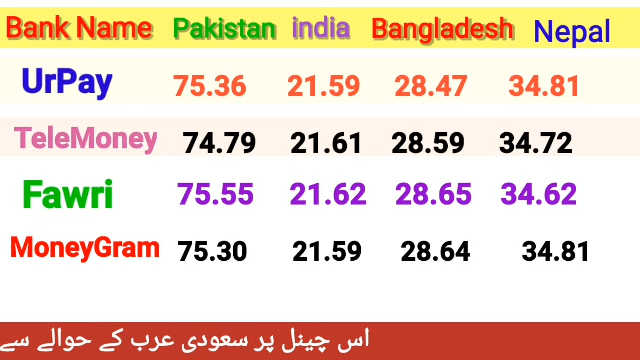 Bank Name Pakistan india Bangladesh Nepal
UrPay 75.36 21.59 28.47 34.81
TeleMoney 74.79 21.61 28.59 34.72
Fawri 75.55 21.62 28.65 34.62
MoneyGram 75.30 21.59 28.64 34.81
اس چینل پر سعودی عرب کے حوالے سے